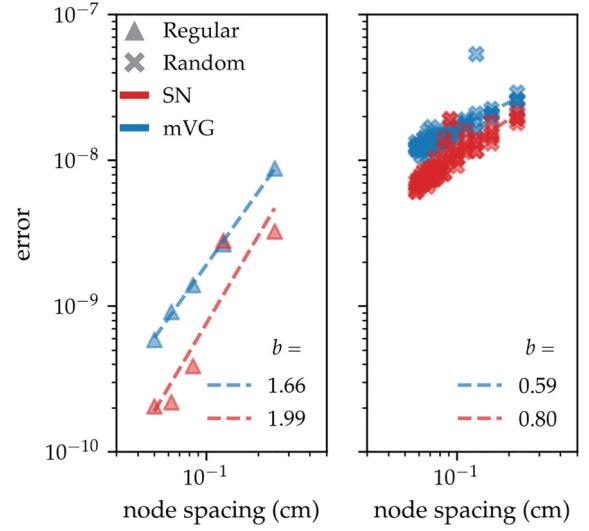 10⁻⁷
Regular
Random
SN
mVG
10⁻⁸
error
10⁻⁹
b =
1.66
1.99
b =
0.59
0.80
10⁻¹⁰
10⁻¹
10⁻¹
node spacing (cm)
node spacing (cm)